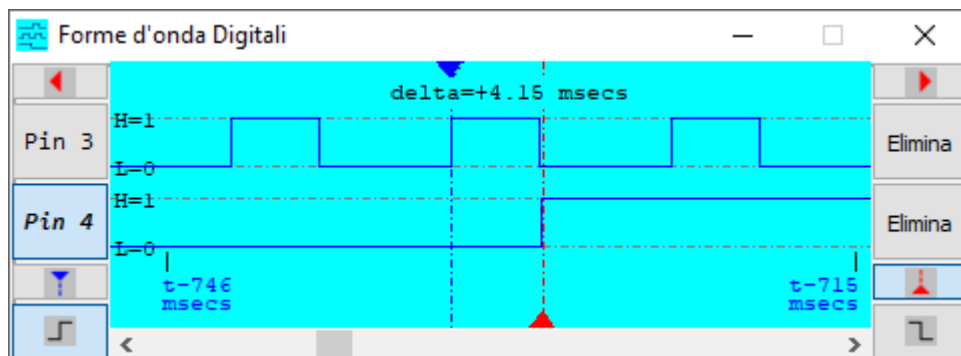 Forme d'onda Digitali
delta=+4.15 msecs
Pin 3
H=1
L=0
Elimina
Pin 4
H=1
L=0
Elimina
t-746
msecs
t-715
msecs